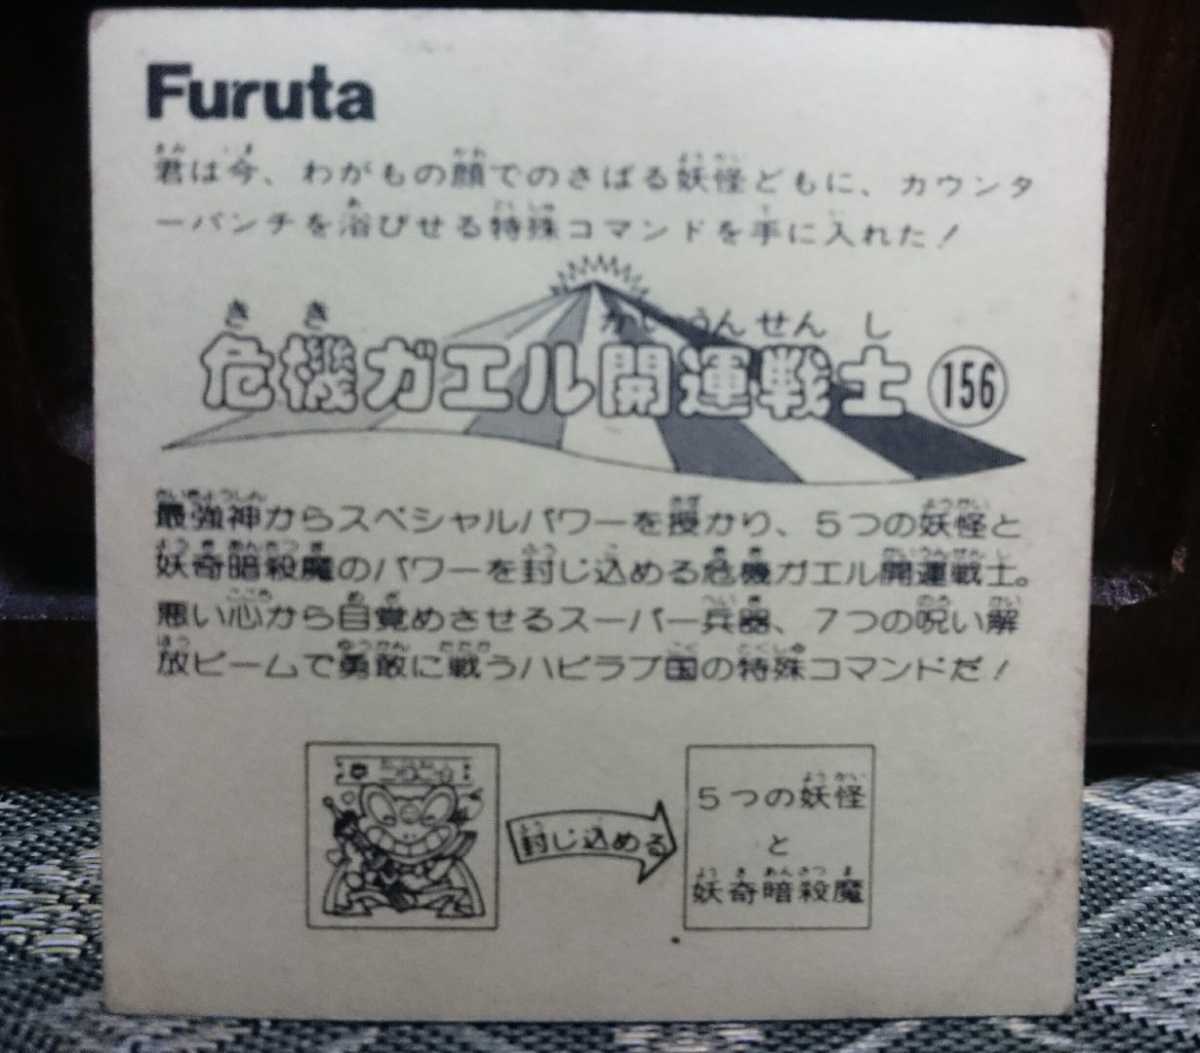 Furuta
君は今、わがもの顔でのさばる妖怪どもに、カウンタ
ーパンチを浴びせる特殊コマンドを手に入れた!
危機ガエル開運戦士 156
最強神からスペシャルパワーを授かり、5つの妖怪と
妖奇暗殺魔のパワーを封じ込める危機ガエル開運戦士。
悪い心から目覚めさせるスーパー兵器、7つの呪い解
放ビームで勇敢に戦うハピラブ国の特殊コマンドだ!
封じ込める
5つの妖怪
と
妖奇暗殺魔